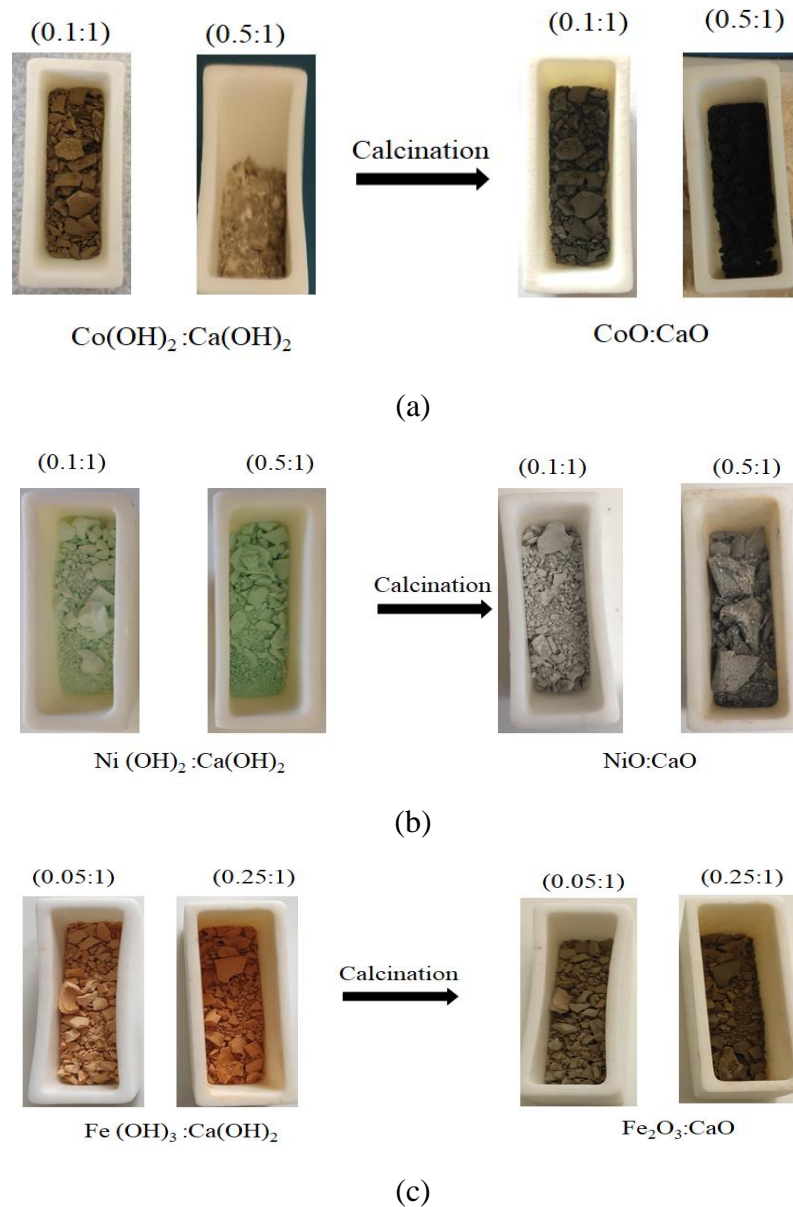 (0.1:1) (0.5:1) (0.1:1) (0.5:1)
Calcination
Co(OH)₂ :Ca(OH)₂ CoO:CaO
(a)
(0.1:1) (0.5:1) (0.1:1) (0.5:1)
Calcination
Ni (OH)₂ :Ca(OH)₂ NiO:CaO
(b)
(0.05:1) (0.25:1) (0.05:1) (0.25:1)
Calcination
Fe (OH)₃ :Ca(OH)₂ Fe₂O₃:CaO
(c)